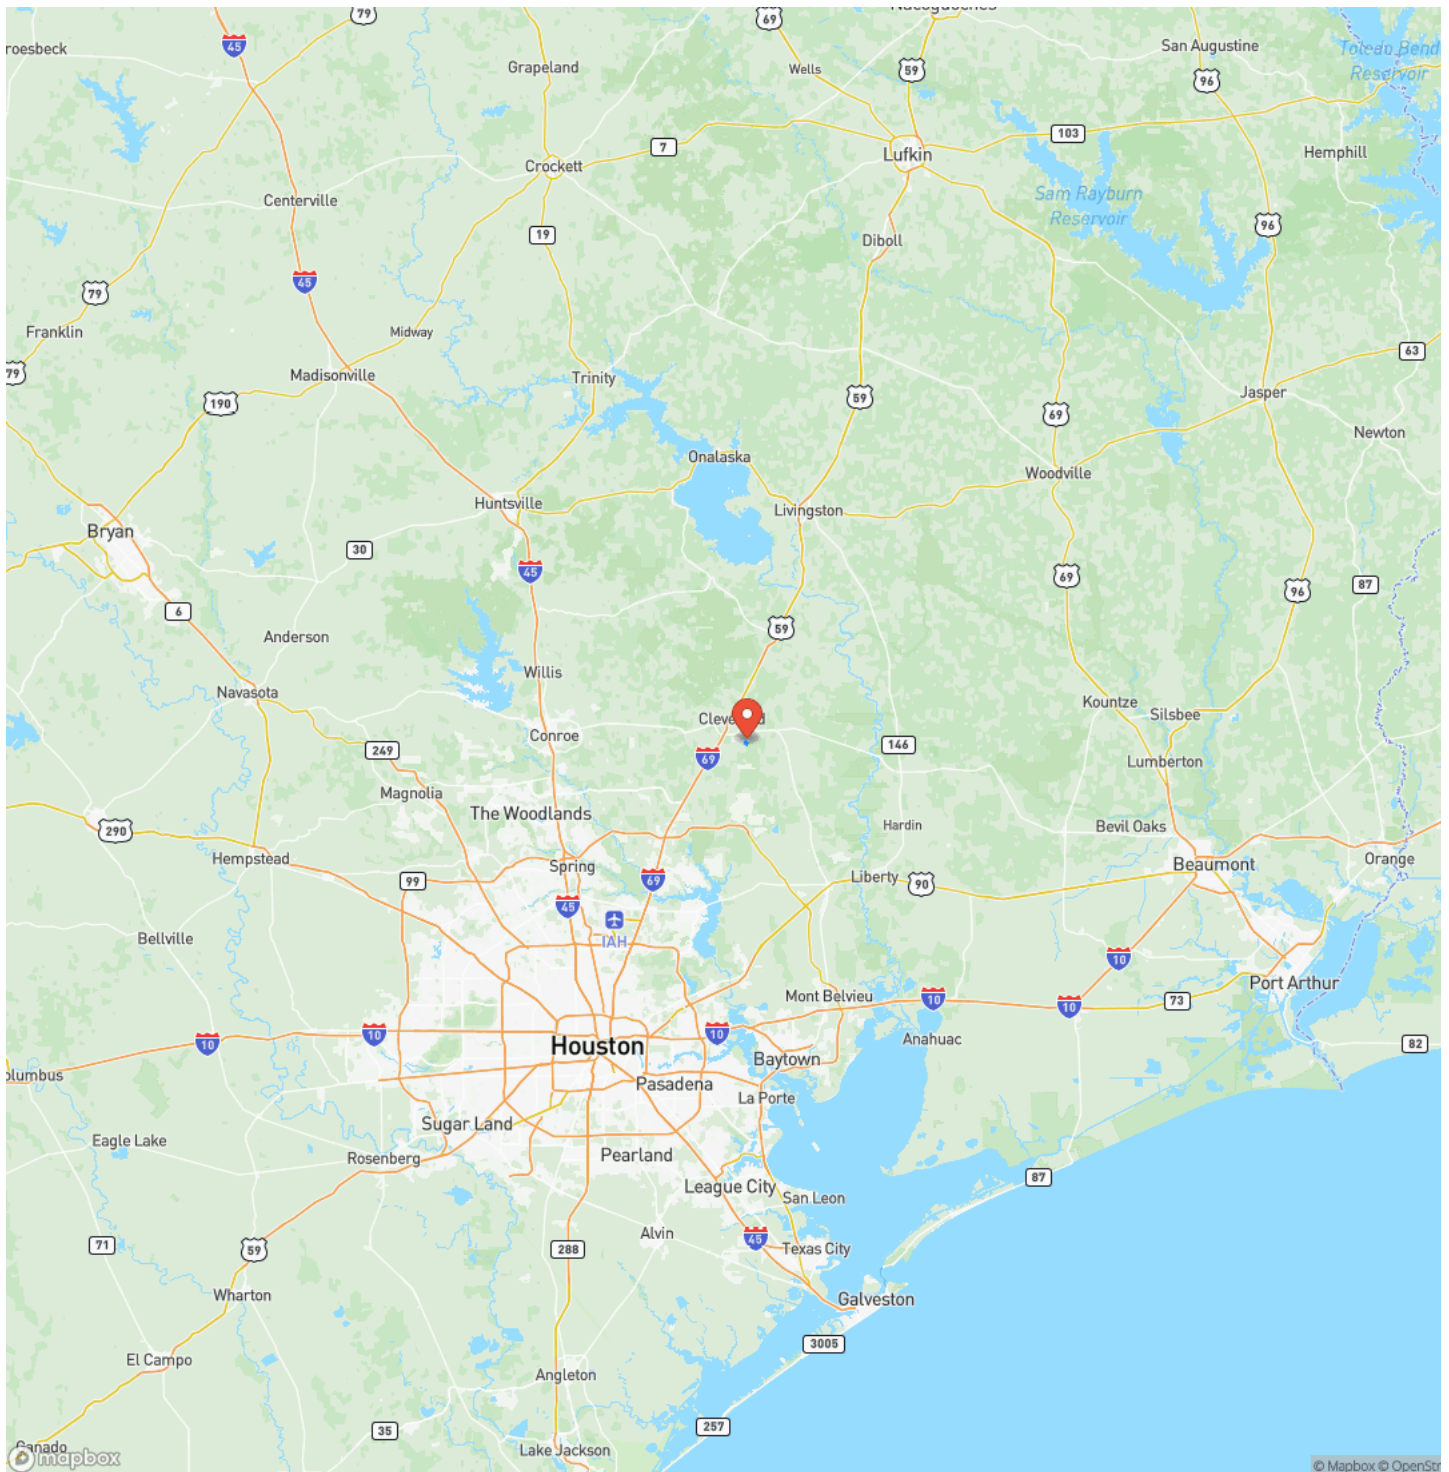 79
69
Nacogdoches
roesbeck
45
Grapeland
Wells
59
San Augustine
96
Toledo Bend
Reservoir
103
7
Lufkin
Hemphill
Crockett
Centerville
Sam Rayburn
Reservoir
19
Diboll
96
45
79
Franklin
Midway
63
79
Madisonville
Trinity
190
59
69
Jasper
Newton
Onalaska
Woodville
Huntsville
Livingston
Bryan
30
45
69
96
87
6
Anderson
59
Willis
Navasota
Kountze
Silsbee
Conroe
249
69
146
Lumberton
Magnolia
The Woodlands
Hardin
Bevil Oaks
290
Hempstead
Spring
Beaumont
Orange
99
69
Liberty
90
45
IAH
Bellville
10
Mont Belvieu
10
10
73
Port Arthur
10
10
10
Houston
Anahuac
82
Baytown
olumbus
Pasadena
La Porte
Sugar Land
Eagle Lake
Rosenberg
Pearland
League City
87
San Leon
Alvin
71
59
288
45
Texas City
Wharton
Galveston
3005
El Campo
Angleton
257
35
Ganado
Lake Jackson
mapbox
© Mapbox © OpenStr